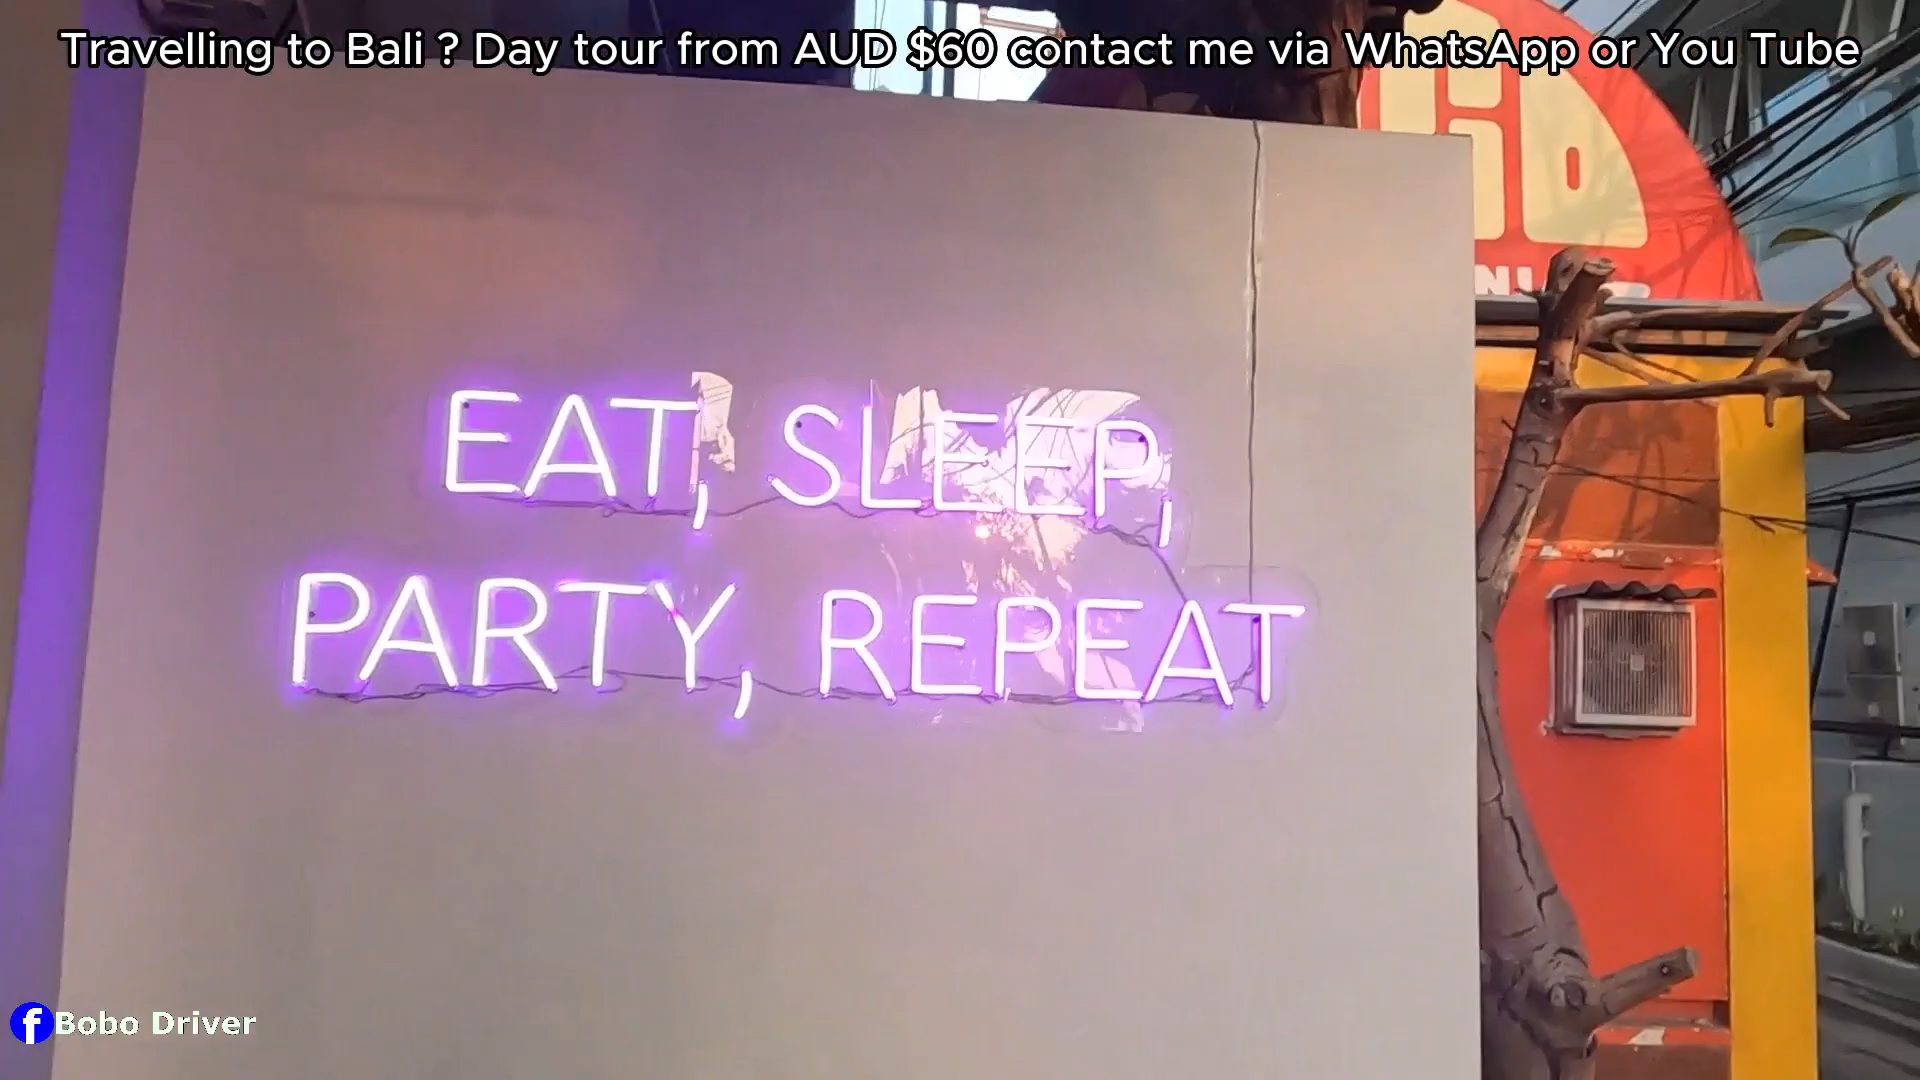 Travelling to Bali ? Day tour from AUD $60 contact me via WhatsApp or You Tube
EAT, SLEEP,
PARTY, REPEAT
Bobo Driver